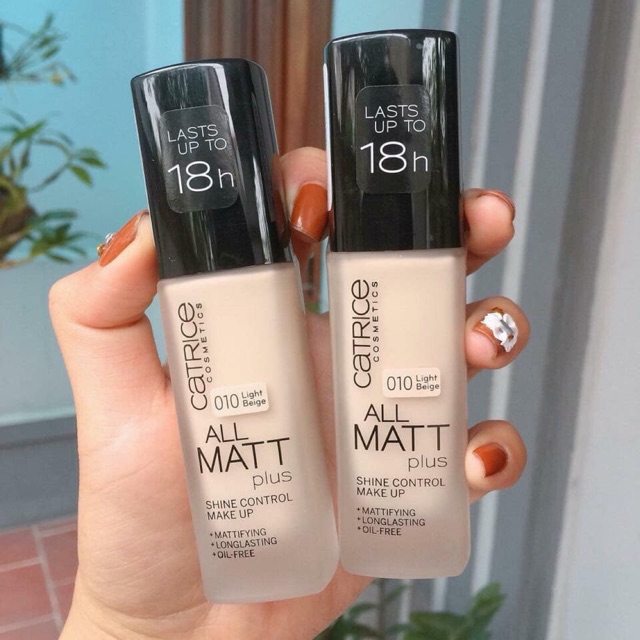 LASTS
UP TO
18h
CATRICE
COSMETICS
010 Light
Beige
ALL
MATT
plus
SHINE CONTROL
MAKE UP
+MATTIFYING
+LONGLASTING
+OIL-FREE
LASTS
UP TO
18h
CATRICE
COSMETICS
010 Light
Beige
ALL
MATT
plus
SHINE CONTROL
MAKE UP
+MATTIFYING
+LONGLASTING
+OIL-FREE